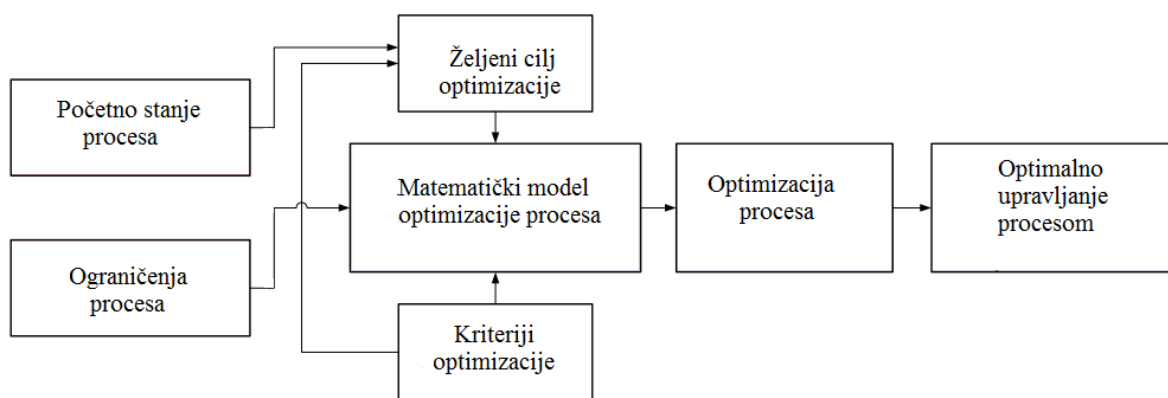 Željeni cilj
optimizacije
Početno stanje
procesa
Matematički model
optimizacije procesa
Optimizacija
procesa
Optimalno
upravljanje
procesom
Ograničenja
procesa
Kriteriji
optimizacije